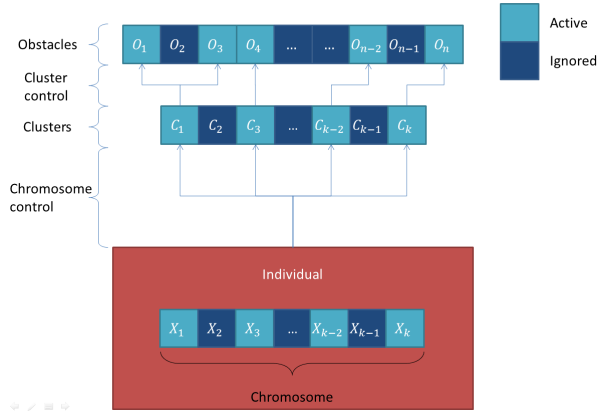 Obstacles
O₁ O₂ O₃ O₄ ... ... Oₙ₋₂ Oₙ₋₁ Oₙ
Active
Ignored
Cluster
control
Clusters
C₁ C₂ C₃ ... Cₖ₋₂ Cₖ₋₁ Cₖ
Chromosome
control
Individual
X₁ X₂ X₃ ... Xₖ₋₂ Xₖ₋₁ Xₖ
Chromosome